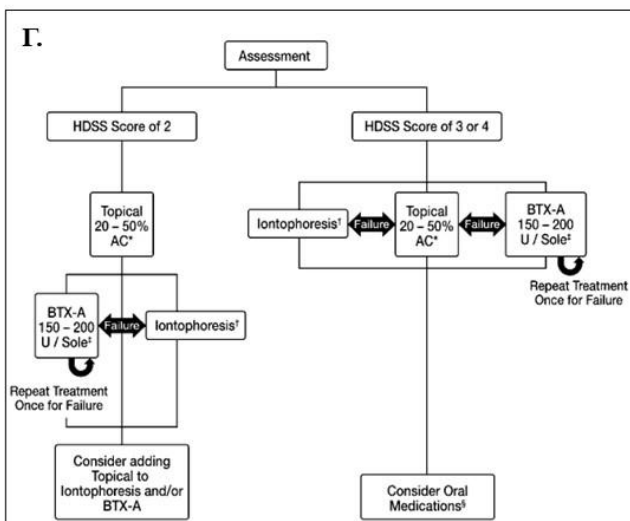 Γ.
Assessment
HDSS Score of 2
HDSS Score of 3 or 4
Topical
20 – 50%
AC*
Iontophoresis†
Failure
Topical
20 – 50%
AC*
Failure
BTX-A
150 – 200
U / Sole‡
Repeat Treatment
Once for Failure
BTX-A
150 – 200
U / Sole‡
Failure
Iontophoresis†
Repeat Treatment
Once for Failure
Consider adding
Topical to
Iontophoresis and/or
BTX-A
Consider Oral
Medications§